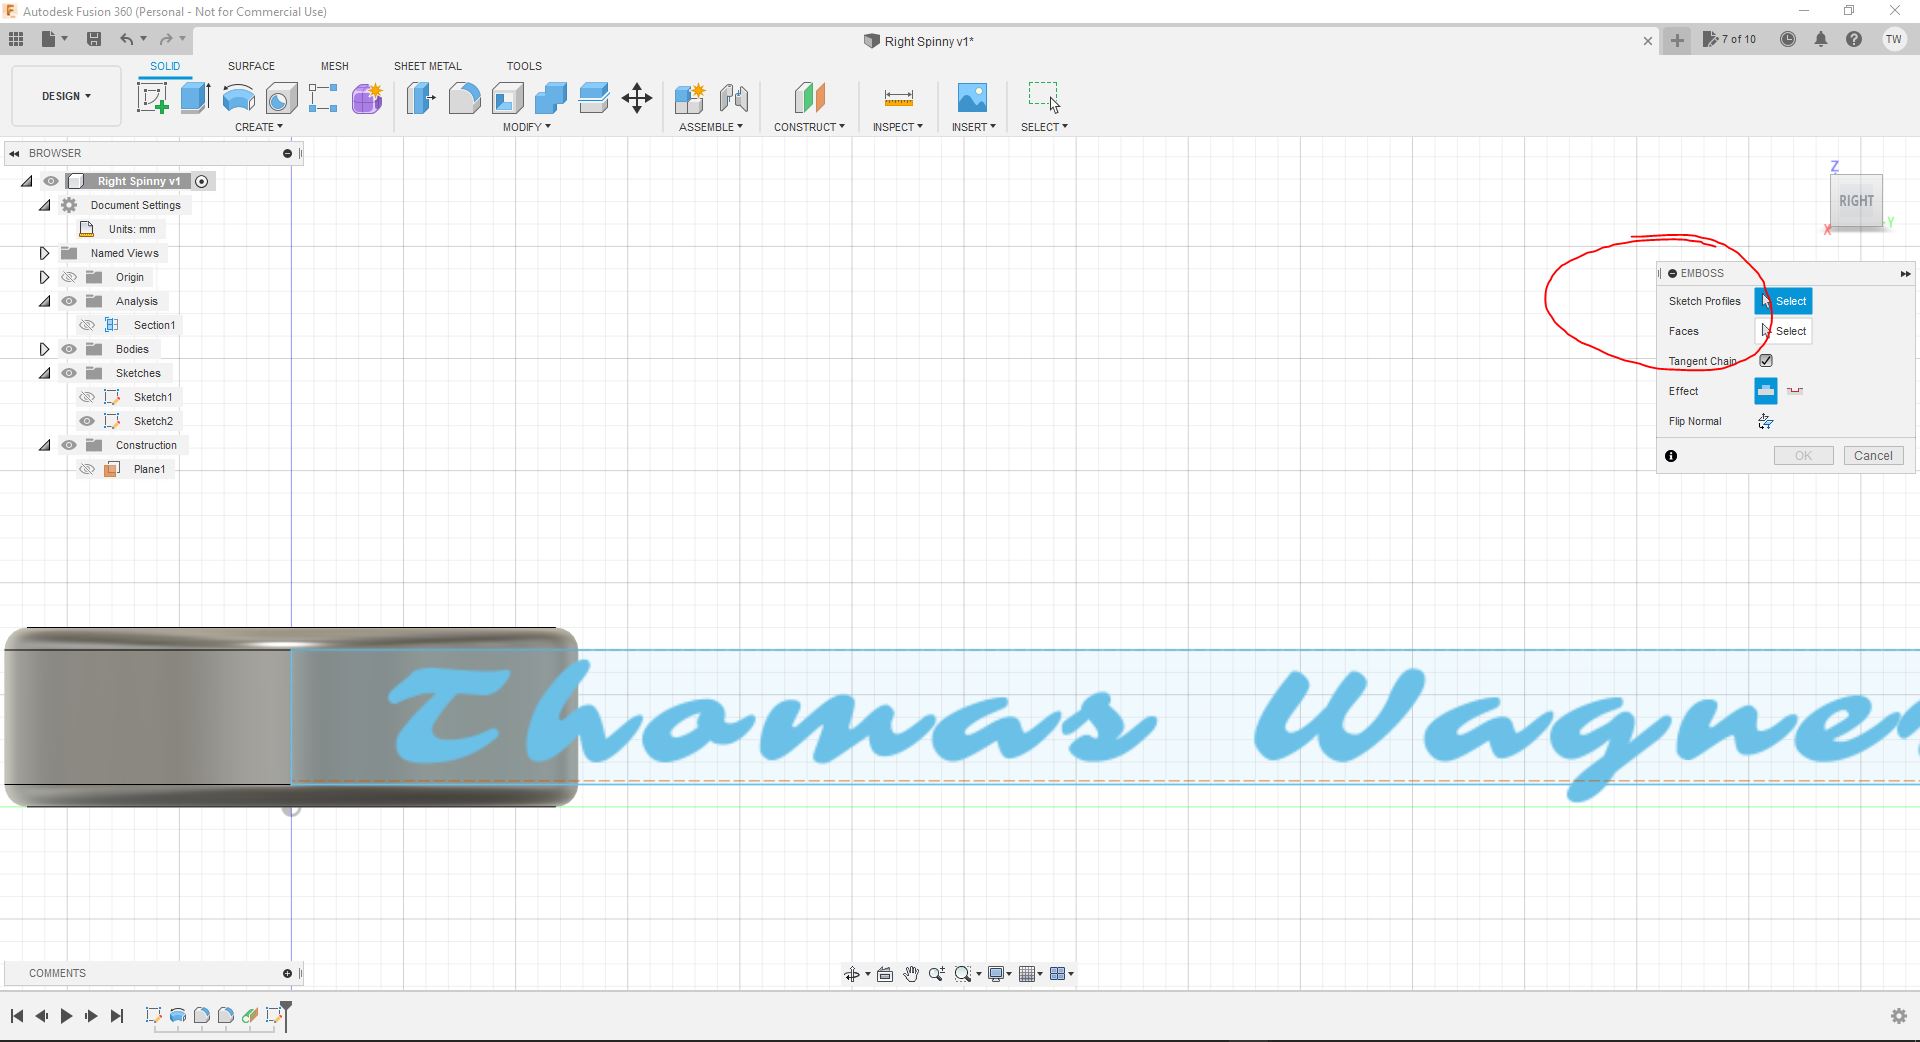 Autodesk Fusion 360 (Personal - Not for Commercial Use)
Right Spinny v1*
7 of 10
TW
DESIGN
SOLID
SURFACE
MESH
SHEET METAL
TOOLS
CREATE
MODIFY
ASSEMBLE
CONSTRUCT
INSPECT
INSERT
SELECT
BROWSER
Right Spinny v1
Document Settings
Units: mm
Named Views
Origin
Analysis
Section1
Bodies
Sketches
Sketch1
Sketch2
Construction
Plane1
Z
RIGHT
X
Y
EMBOSS
Sketch Profiles
Select
Faces
Select
Tangent Chain
Effect
Flip Normal
OK
Cancel
Thomas Wagner
COMMENTS